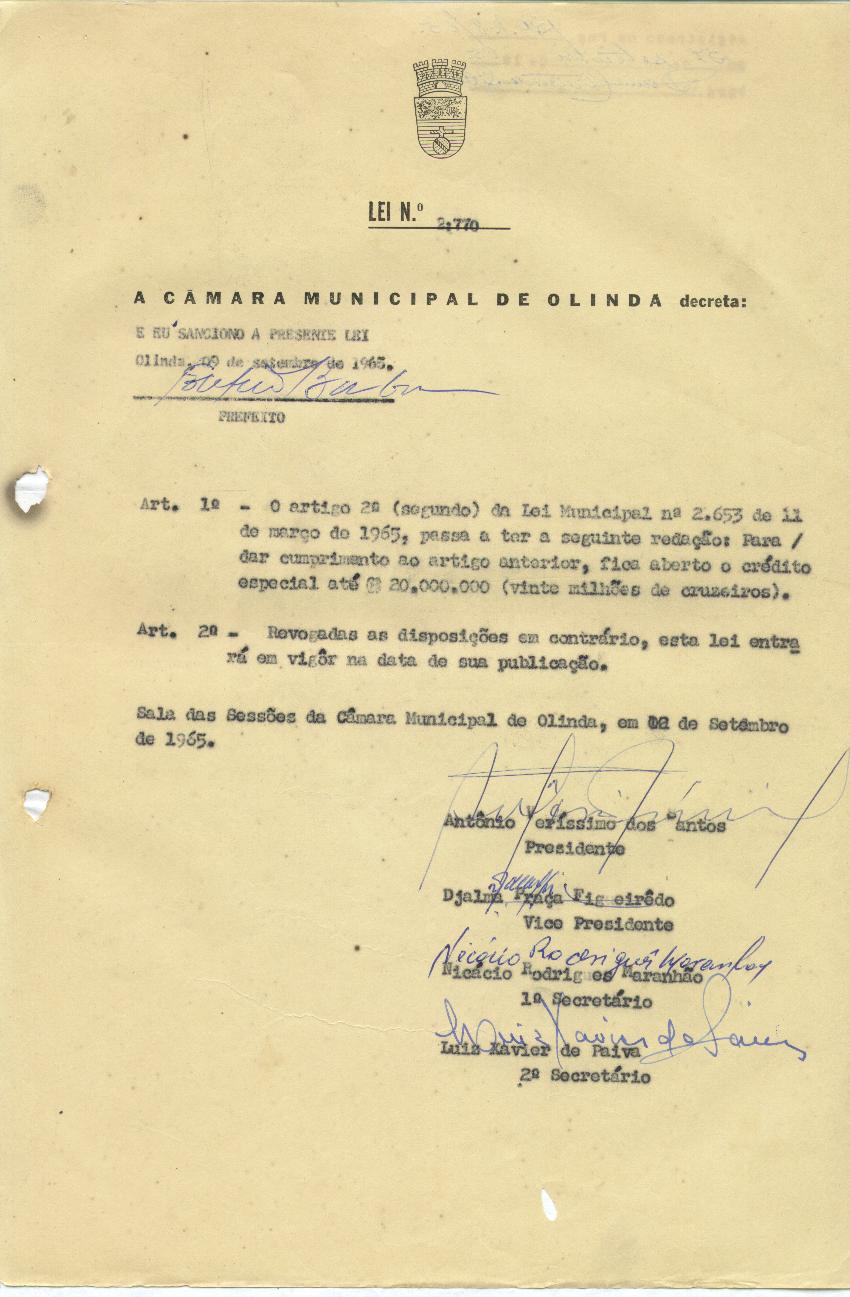 LEI N.º 2.770
A CÂMARA MUNICIPAL DE OLINDA decreta:
E EU SANCIONO A PRESENTE LEI
Olinda, 09 de setembro de 1965.
PREFEITO
Art. 1º - O artigo 2º (segundo) da Lei Municipal nº 2.653 de 11
de março de 1965, passa a ter a seguinte redação: Para /
dar cumprimento ao artigo anterior, fica aberto o crédito
especial até 20.000.000 (vinte milhões de cruzeiros).
Art. 2º - Revogadas as disposições em contrário, esta lei entra
rá em vigôr na data de sua publicação.
Sala das Sessões da Câmara Municipal de Olinda, em de Setembro
de 1965.
Antônio Veríssimo dos Santos
Presidente
Djalma Praça Figueirêdo
Vice Presidente
Nicácio Rodrigues Maranhão
Nicácio Rodrigues Maranhão
1º Secretário
Luiz Xavier de Paiva
Luiz Xavier de Paiva
2º Secretário